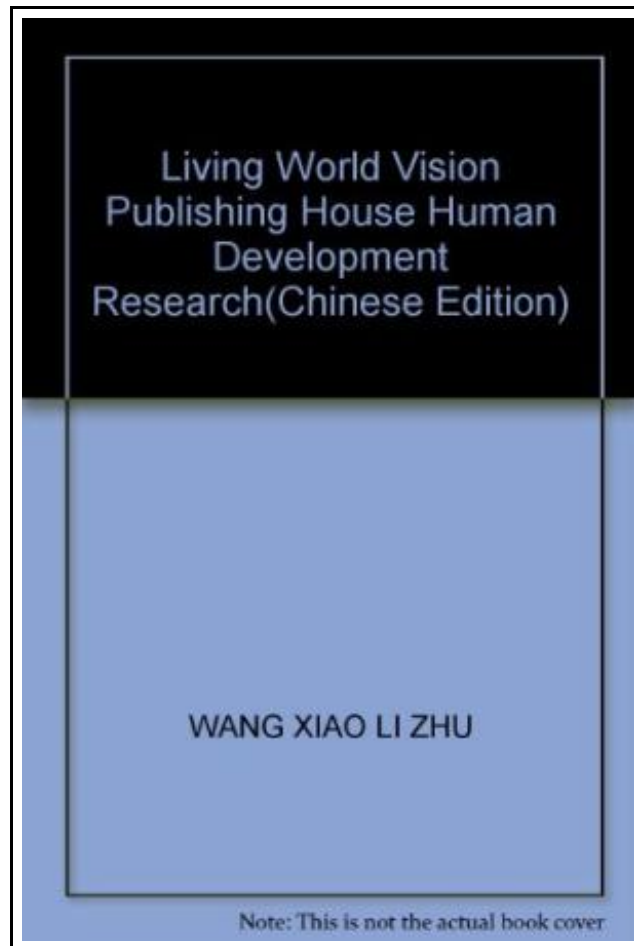 Living World Vision
Publishing House Human
Development
Research(Chinese Edition)
WANG XIAO LI ZHU
Note: This is not the actual book cover